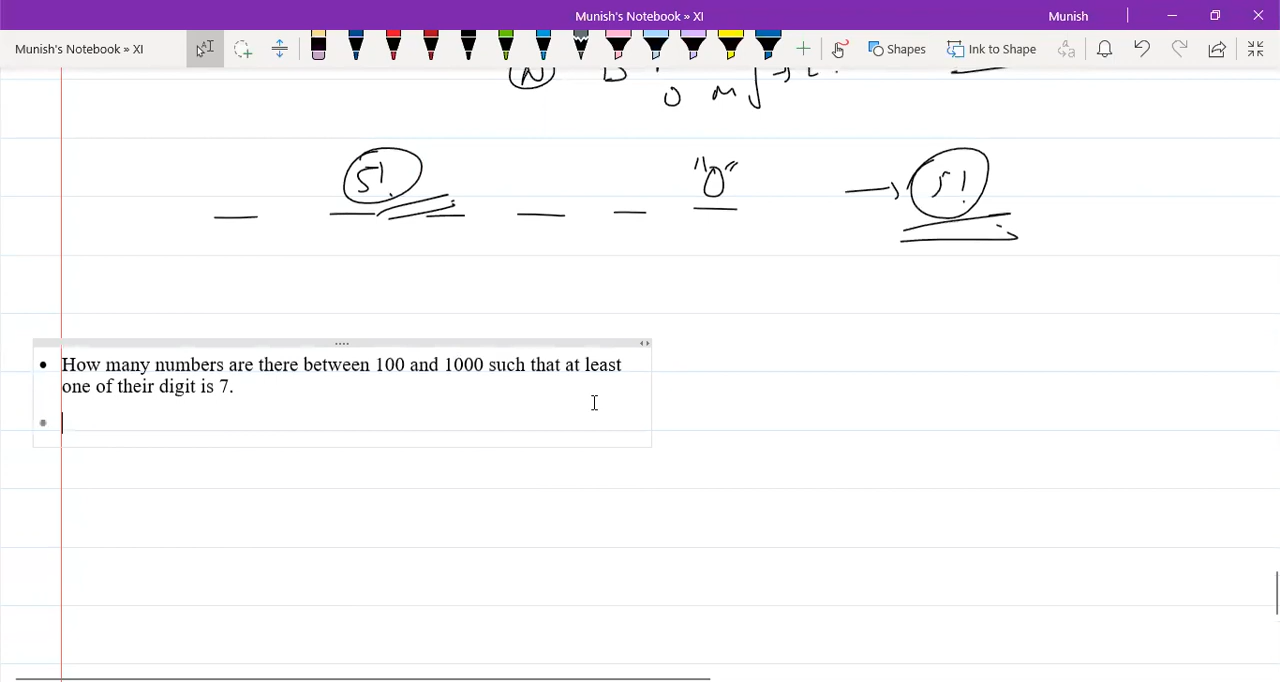 Munish's Notebook » XI
Munish
Munish's Notebook » XI
Shapes
Ink to Shape
5!
"0"
5!
• How many numbers are there between 100 and 1000 such that at least
one of their digit is 7.